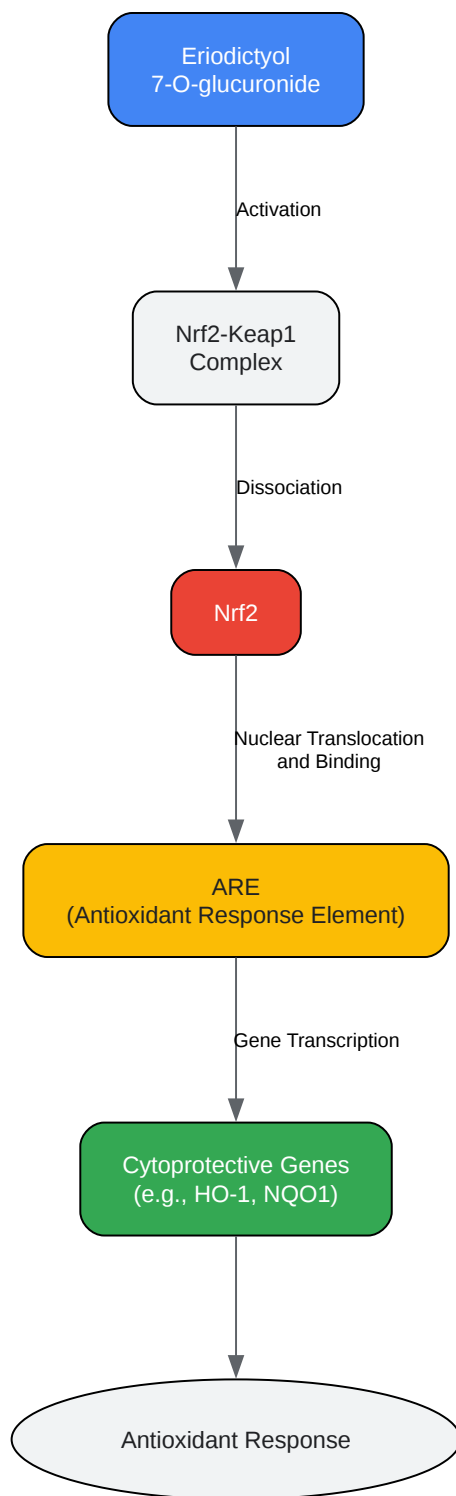 Eriodictyol
7-O-glucuronide
Activation
Nrf2-Keap1
Complex
Dissociation
Nrf2
Nuclear Translocation
and Binding
ARE
(Antioxidant Response Element)
Gene Transcription
Cytoprotective Genes
(e.g., HO-1, NQO1)
Antioxidant Response